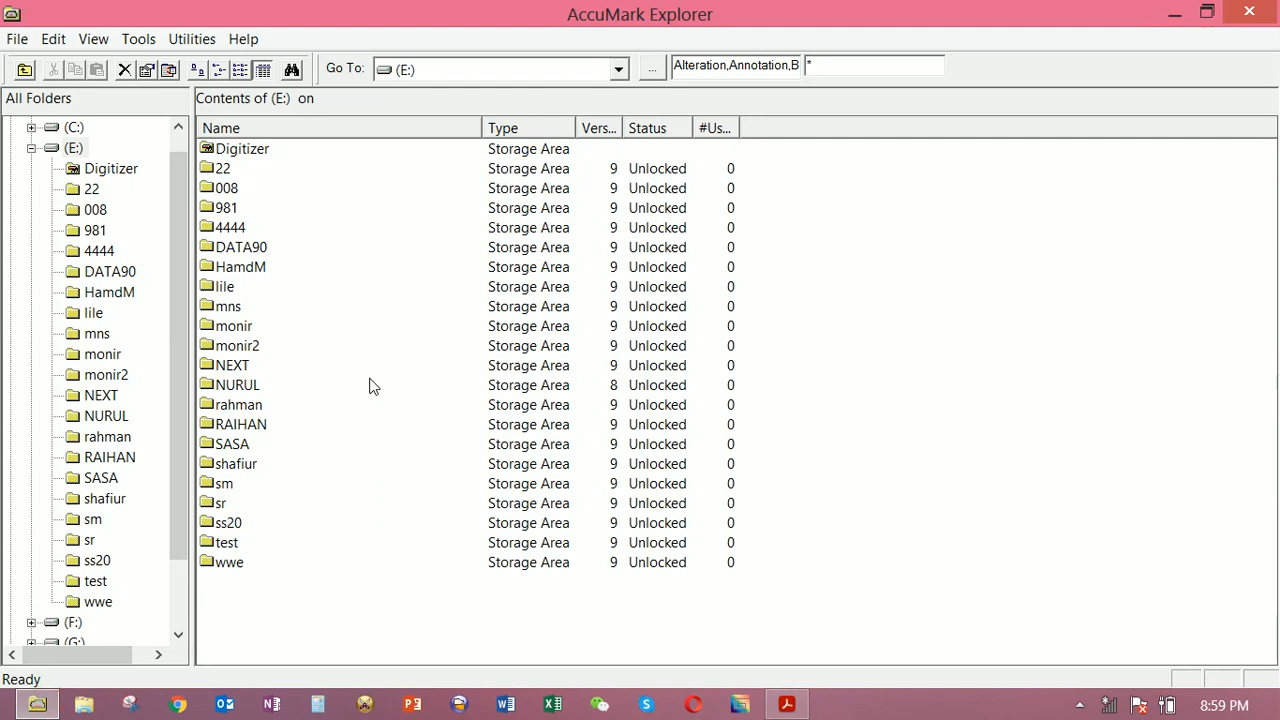 AccuMark Explorer
File Edit View Tools Utilities Help
Go To: (E:) ... Alteration,Annotation,B *
All Folders
Contents of (E:) on
(C:)
(E:)
Digitizer
22
008
981
4444
DATA90
HamdM
lile
mns
monir
monir2
NEXT
NURUL
rahman
RAIHAN
SASA
shafiur
sm
sr
ss20
test
wwe
(F:)
(G:)
Name Type Vers... Status #Us...
Digitizer Storage Area
22 Storage Area 9 Unlocked 0
008 Storage Area 9 Unlocked 0
981 Storage Area 9 Unlocked 0
4444 Storage Area 9 Unlocked 0
DATA90 Storage Area 9 Unlocked 0
HamdM Storage Area 9 Unlocked 0
lile Storage Area 9 Unlocked 0
mns Storage Area 9 Unlocked 0
monir Storage Area 9 Unlocked 0
monir2 Storage Area 9 Unlocked 0
NEXT Storage Area 9 Unlocked 0
NURUL Storage Area 8 Unlocked 0
rahman Storage Area 9 Unlocked 0
RAIHAN Storage Area 9 Unlocked 0
SASA Storage Area 9 Unlocked 0
shafiur Storage Area 9 Unlocked 0
sm Storage Area 9 Unlocked 0
sr Storage Area 9 Unlocked 0
ss20 Storage Area 9 Unlocked 0
test Storage Area 9 Unlocked 0
wwe Storage Area 9 Unlocked 0
Ready
8:59 PM